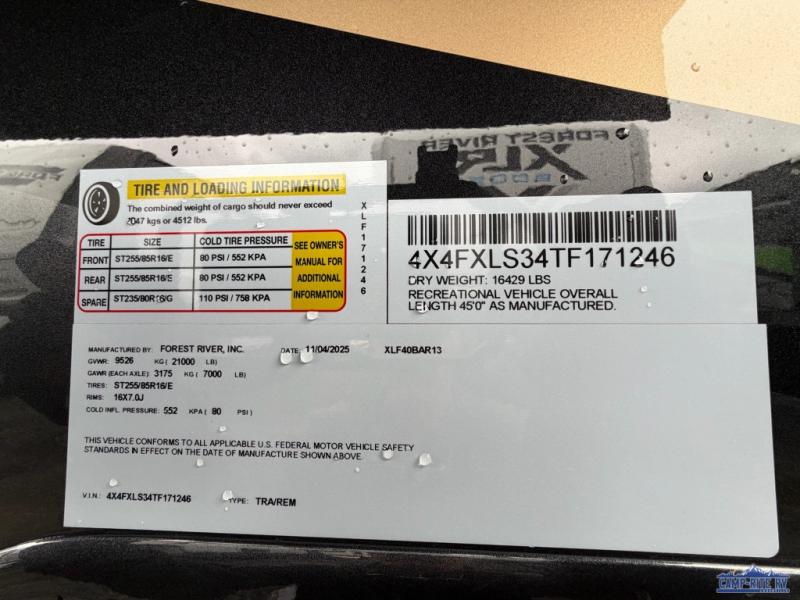 FOREST RIVER
XLR
TIRE AND LOADING INFORMATION
The combined weight of cargo should never exceed
2047 kgs or 4512 lbs.
TIRE SIZE COLD TIRE PRESSURE
FRONT ST255/85R16/E 80 PSI / 552 KPA
REAR ST255/85R16/E 80 PSI / 552 KPA
SPARE ST235/80R16/G 110 PSI / 758 KPA
SEE OWNER'S
MANUAL FOR
ADDITIONAL
INFORMATION
XLF171246
4X4FXLS34TF171246
DRY WEIGHT: 16429 LBS
RECREATIONAL VEHICLE OVERALL
LENGTH 45'0" AS MANUFACTURED.
MANUFACTURED BY: FOREST RIVER, INC. DATE: 11/04/2025 XLF40BAR13
GVWR: 9526 KG ( 21000 LB)
GAWR (EACH AXLE): 3175 KG ( 7000 LB)
TIRES: ST255/85R16/E
RIMS: 16X7.0J
COLD INFL. PRESSURE: 552 KPA ( 80 PSI )
THIS VEHICLE CONFORMS TO ALL APPLICABLE U.S. FEDERAL MOTOR VEHICLE SAFETY
STANDARDS IN EFFECT ON THE DATE OF MANUFACTURE SHOWN ABOVE.
V.I.N.: 4X4FXLS34TF171246 TYPE: TRA/REM
CAMP-RITE RV